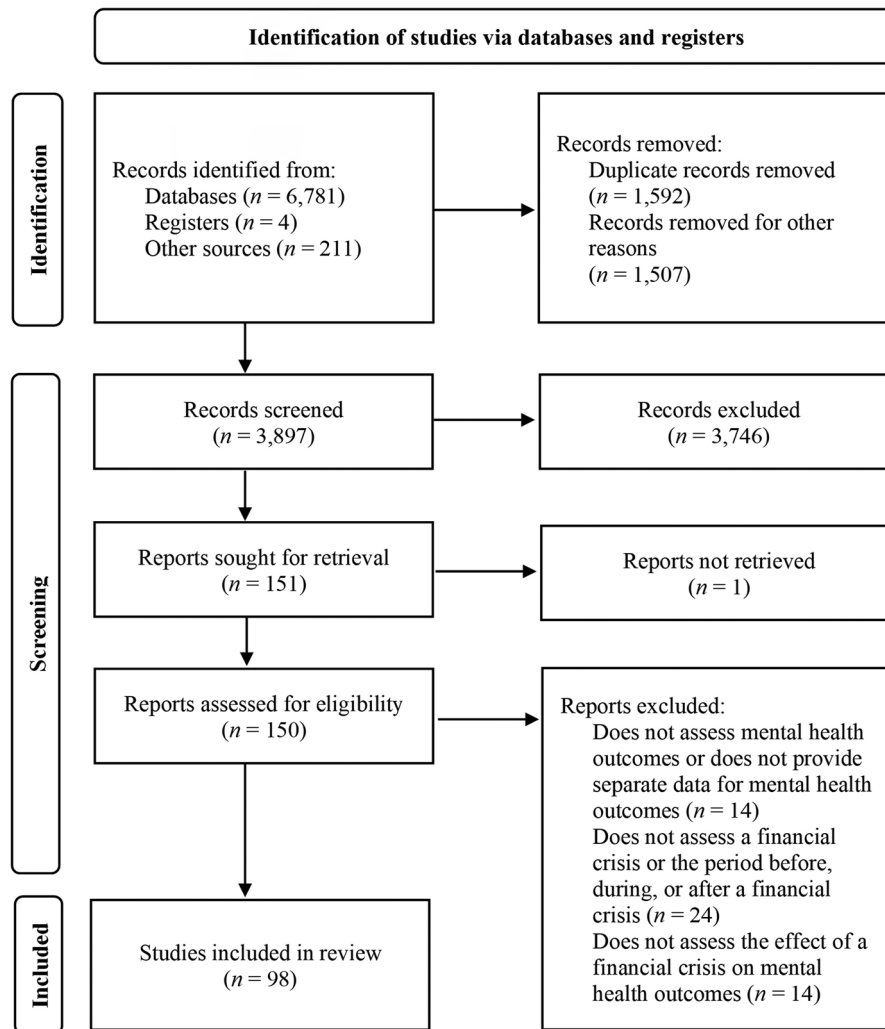 Identification of studies via databases and registers
Identification
Records identified from:
Databases (n = 6,781)
Registers (n = 4)
Other sources (n = 211)
Records removed:
Duplicate records removed
(n = 1,592)
Records removed for other
reasons
(n = 1,507)
Screening
Records screened
(n = 3,897)
Records excluded
(n = 3,746)
Reports sought for retrieval
(n = 151)
Reports not retrieved
(n = 1)
Reports assessed for eligibility
(n = 150)
Reports excluded:
Does not assess mental health
outcomes or does not provide
separate data for mental health
outcomes (n = 14)
Does not assess a financial
crisis or the period before,
during, or after a financial
crisis (n = 24)
Does not assess the effect of a
financial crisis on mental
health outcomes (n = 14)
Included
Studies included in review
(n = 98)